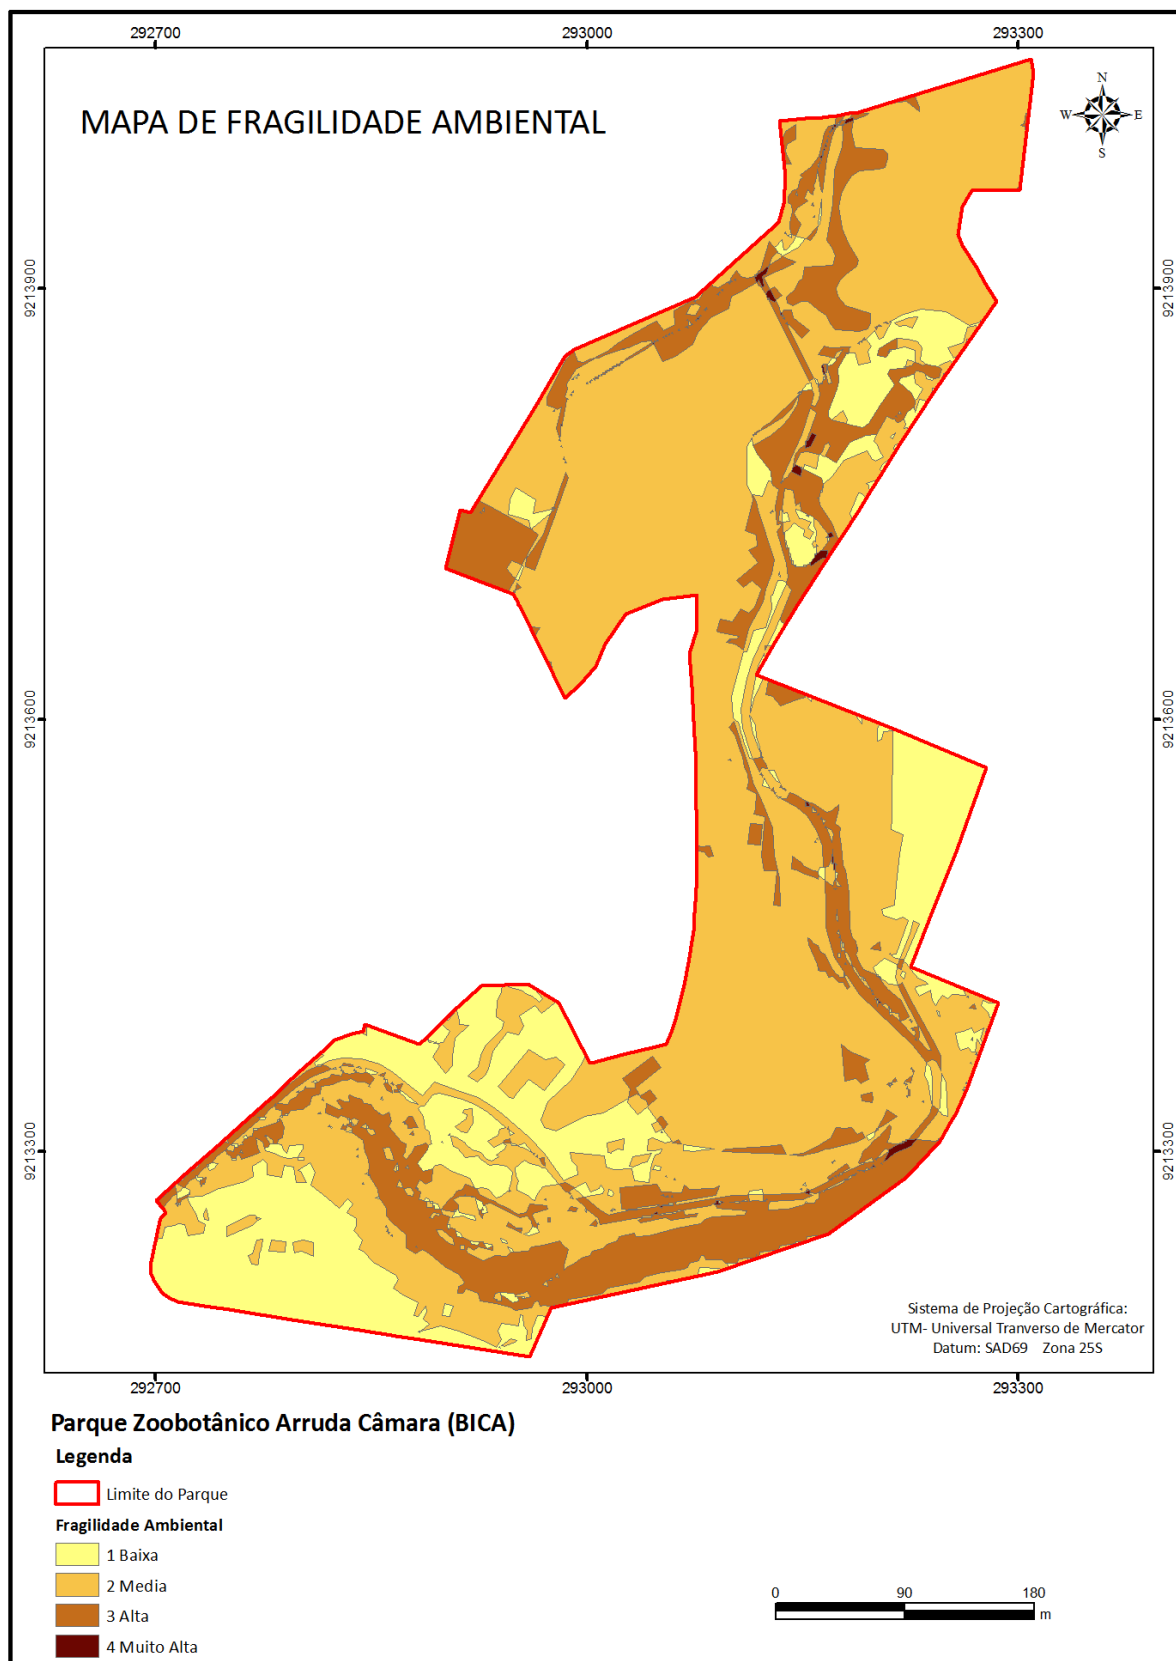 292700 293000 293300
MAPA DE FRAGILIDADE AMBIENTAL
N
W E
S
9213900 9213900
9213600 9213600
9213300 9213300
Sistema de Projeção Cartográfica:
UTM- Universal Tranverso de Mercator
Datum: SAD69 Zona 25S
292700 293000 293300
Parque Zoobotânico Arruda Câmara (BICA)
Legenda
Limite do Parque
Fragilidade Ambiental
1 Baixa
2 Media
3 Alta
4 Muito Alta
0 90 180
m